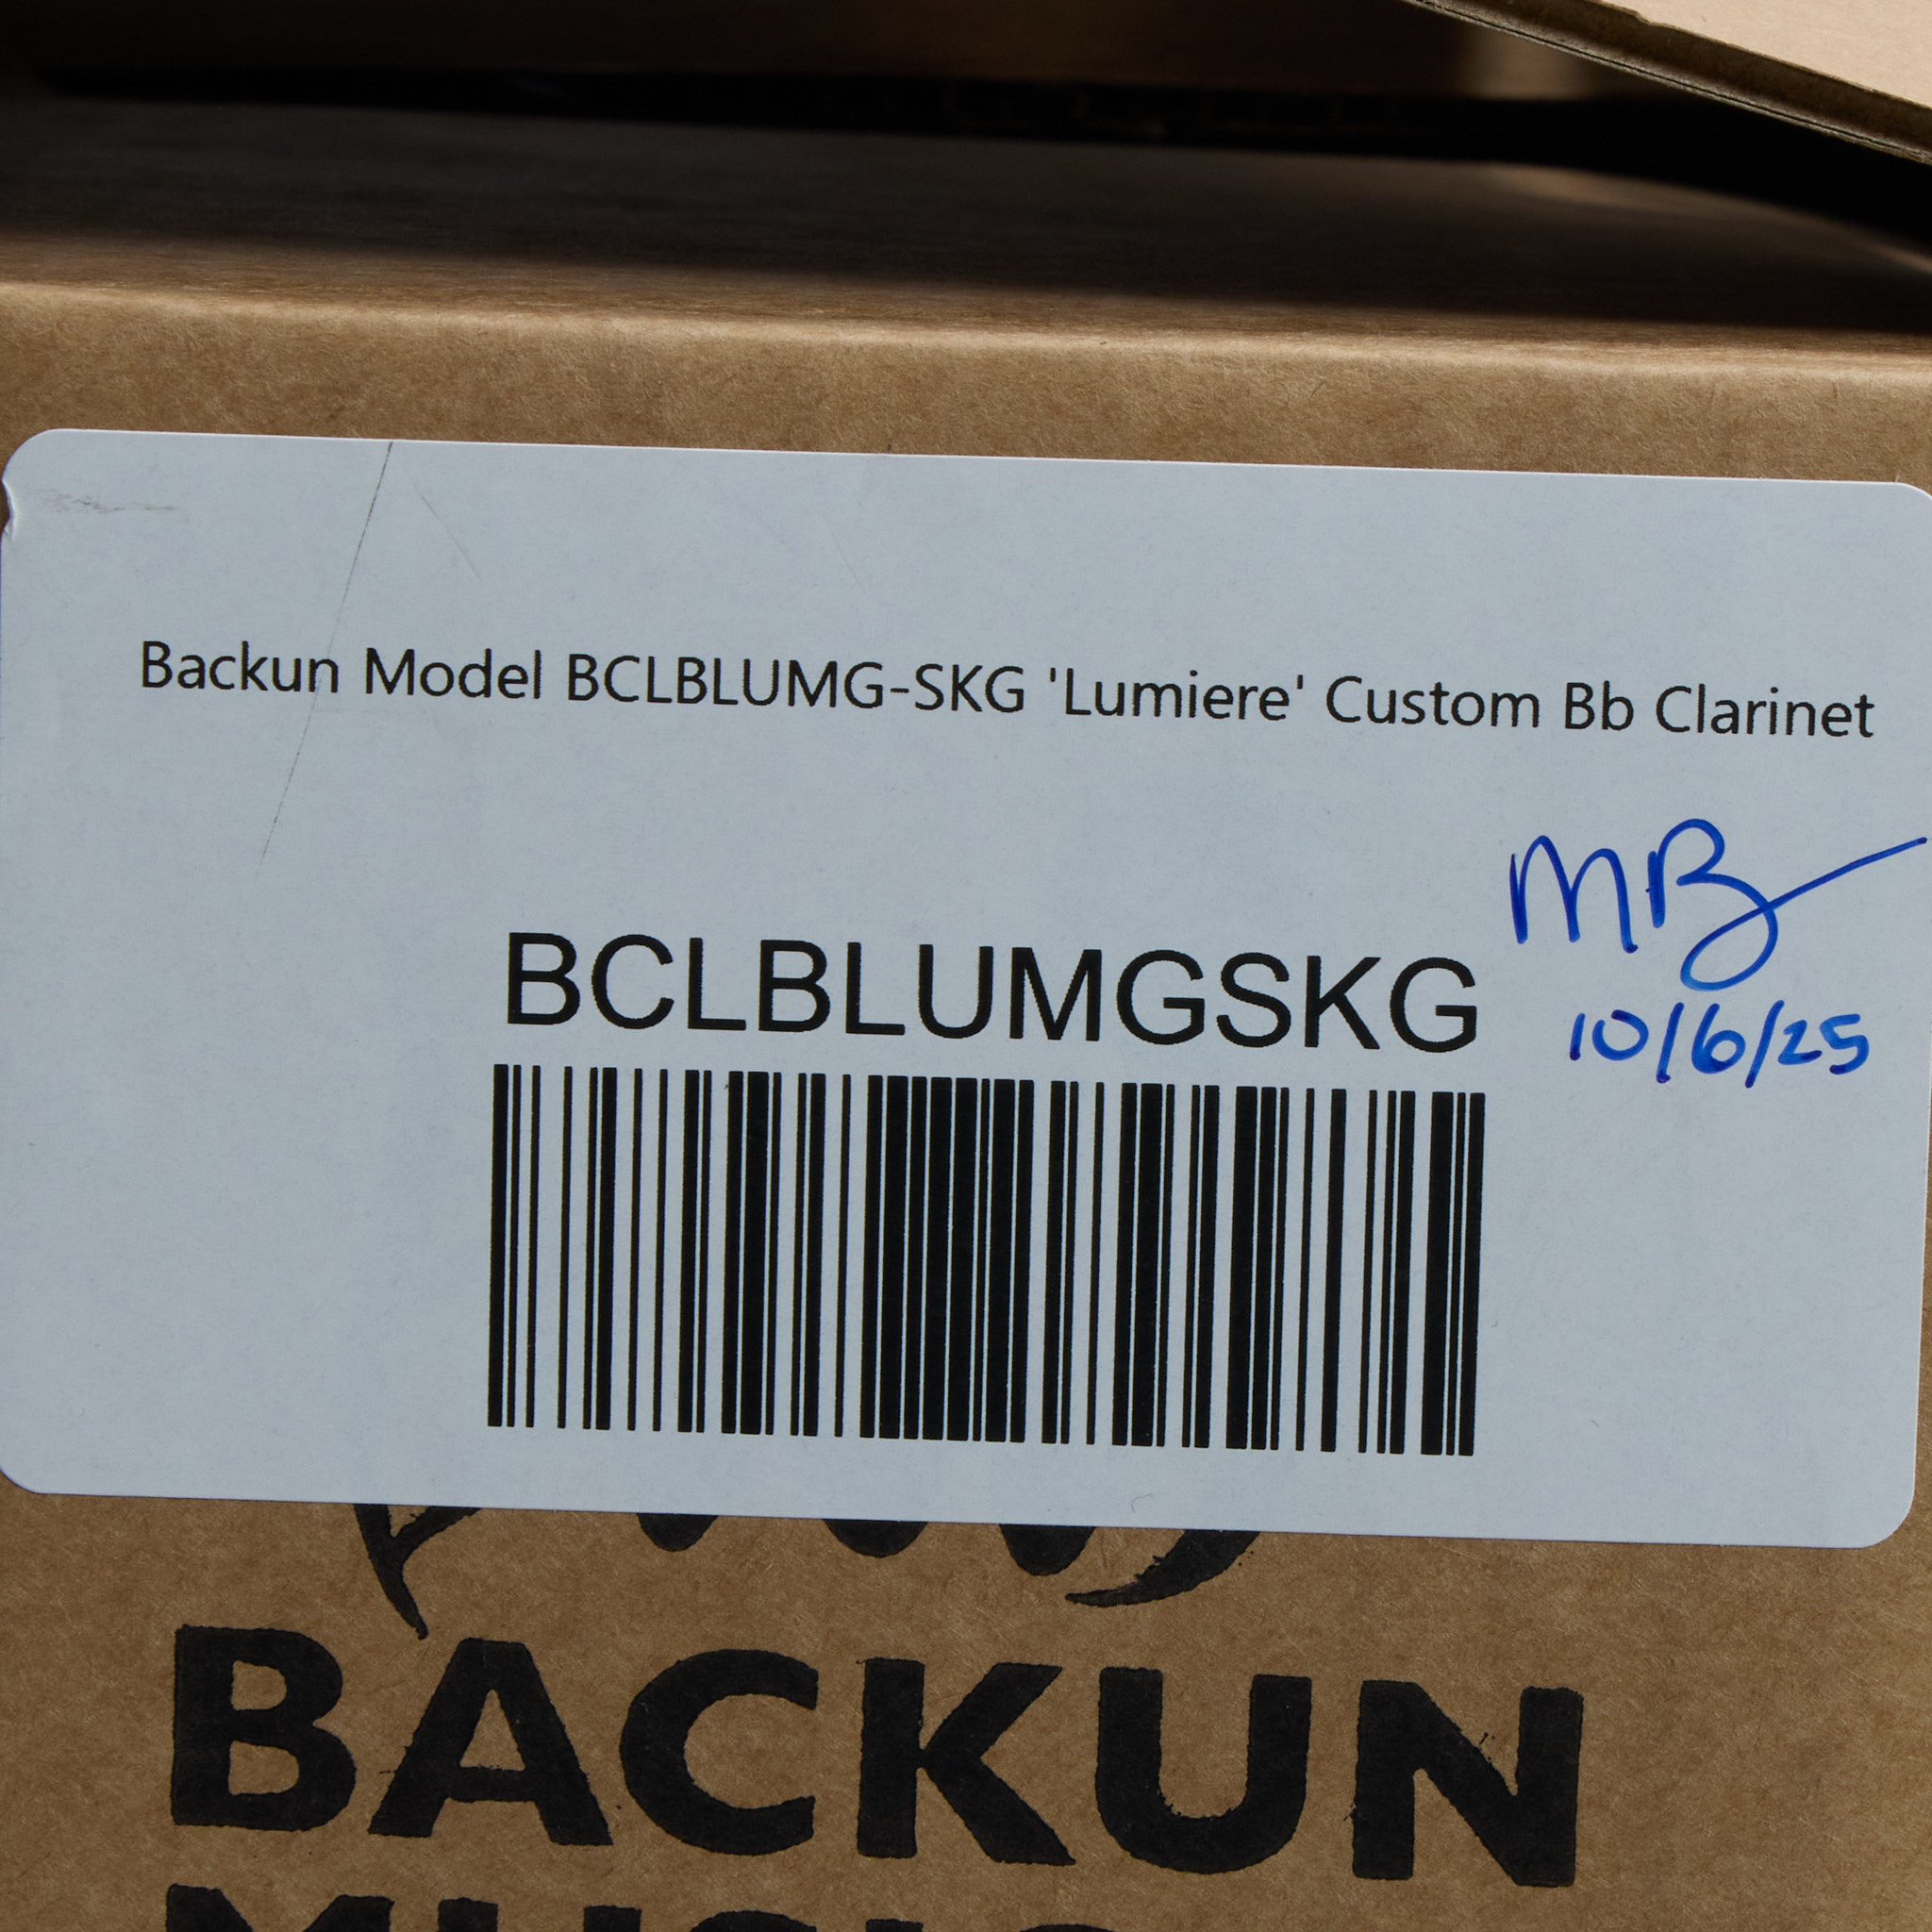 Backun Model BCLBLUMG-SKG 'Lumiere' Custom Bb Clarinet
MB
10/6/25
BCLBLUMGSKG
BACKUN